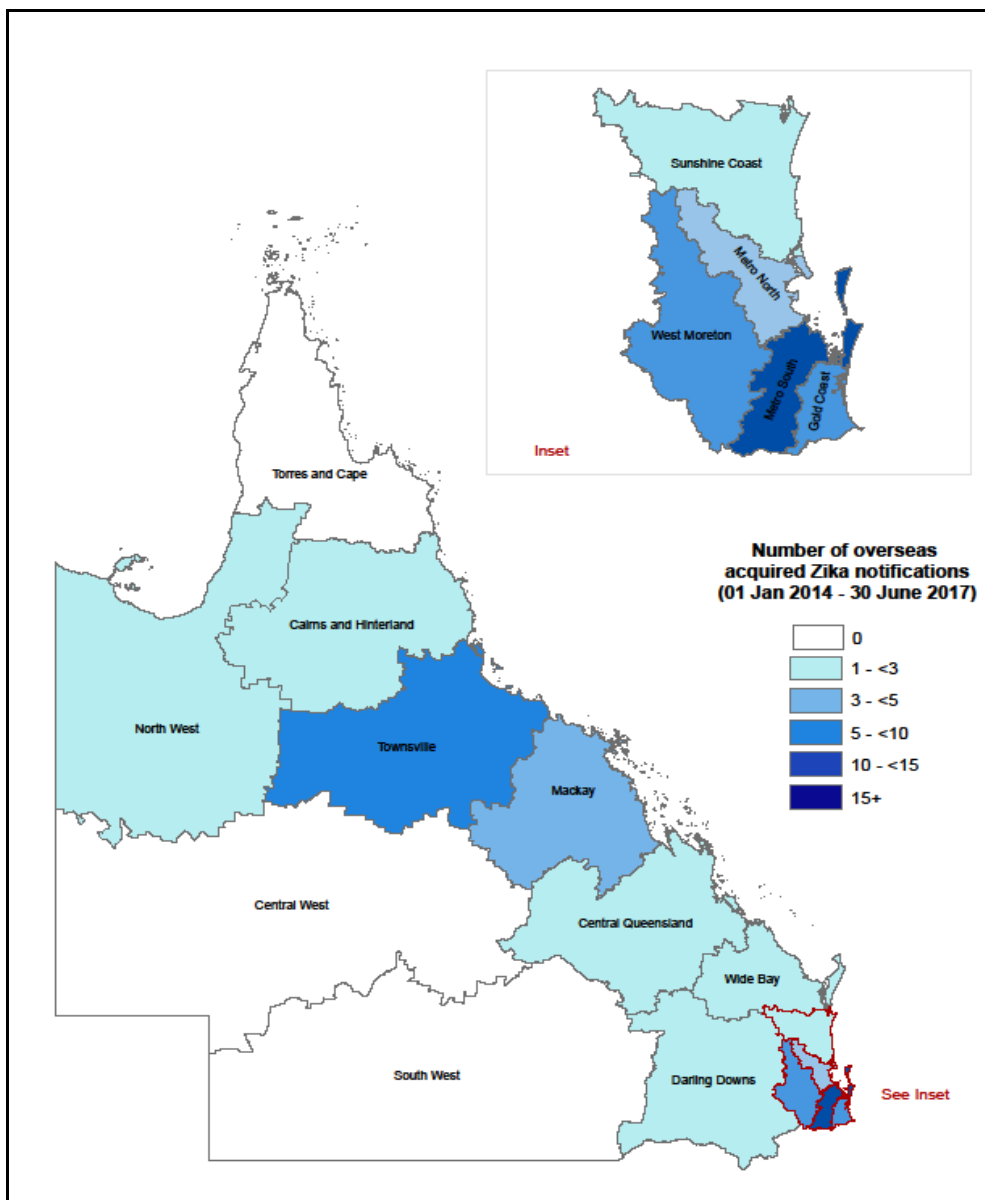 Sunshine Coast
Metro North
West Moreton
Metro South
Gold Coast
Inset
Torres and Cape
Number of overseas
acquired Zika notifications
(01 Jan 2014 - 30 June 2017)
0
1 - <3
3 - <5
5 - <10
10 - <15
15+
Cairns and Hinterland
North West
Townsville
Mackay
Central West
Central Queensland
Wide Bay
South West
Darling Downs
See Inset